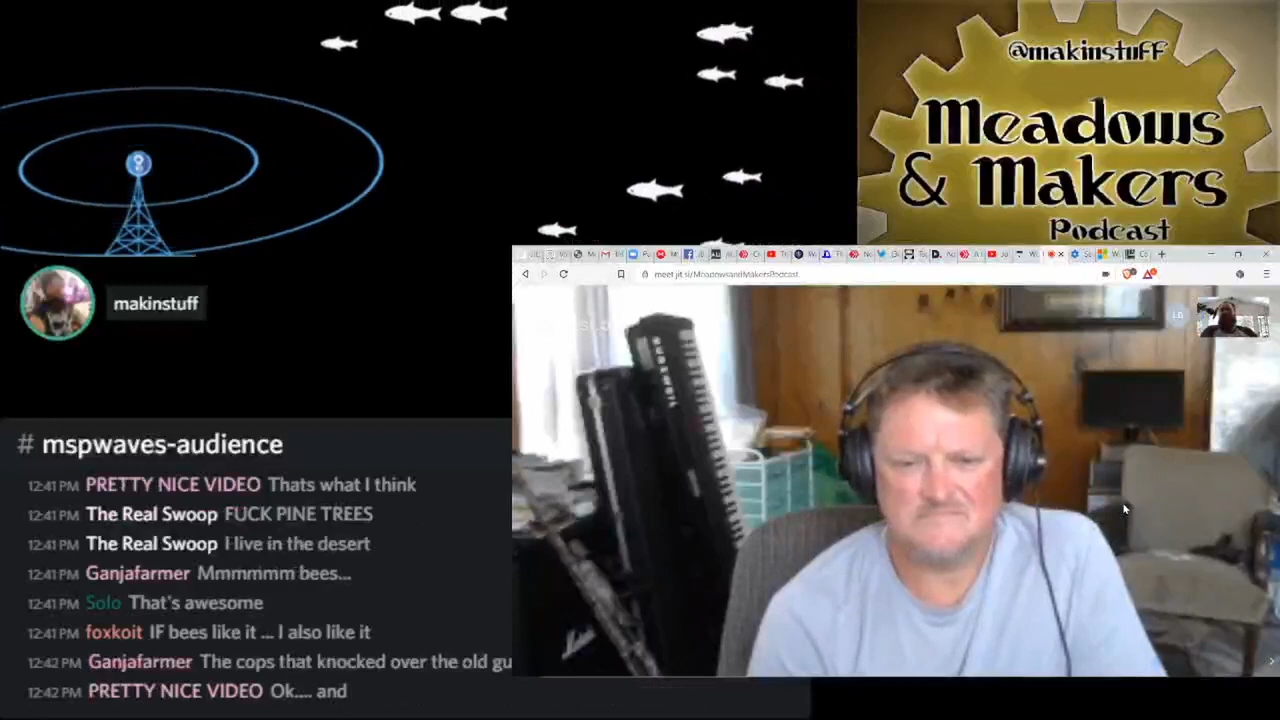 @makinstuff
Meadows
& Makers
Podcast
meet.jit.si/MeadowsandMakersPodcast
makinstuff
# mspwaves-audience
12:41 PM PRETTY NICE VIDEO Thats what I think
12:41 PM The Real Swoop FUCK PINE TREES
12:41 PM The Real Swoop I live in the desert
12:41 PM Ganjafarmer Mmmmmm bees...
12:41 PM Solo That's awesome
12:41 PM foxkoit IF bees like it ... I also like it
12:42 PM Ganjafarmer The cops that knocked over the old gu
12:42 PM PRETTY NICE VIDEO Ok.... and